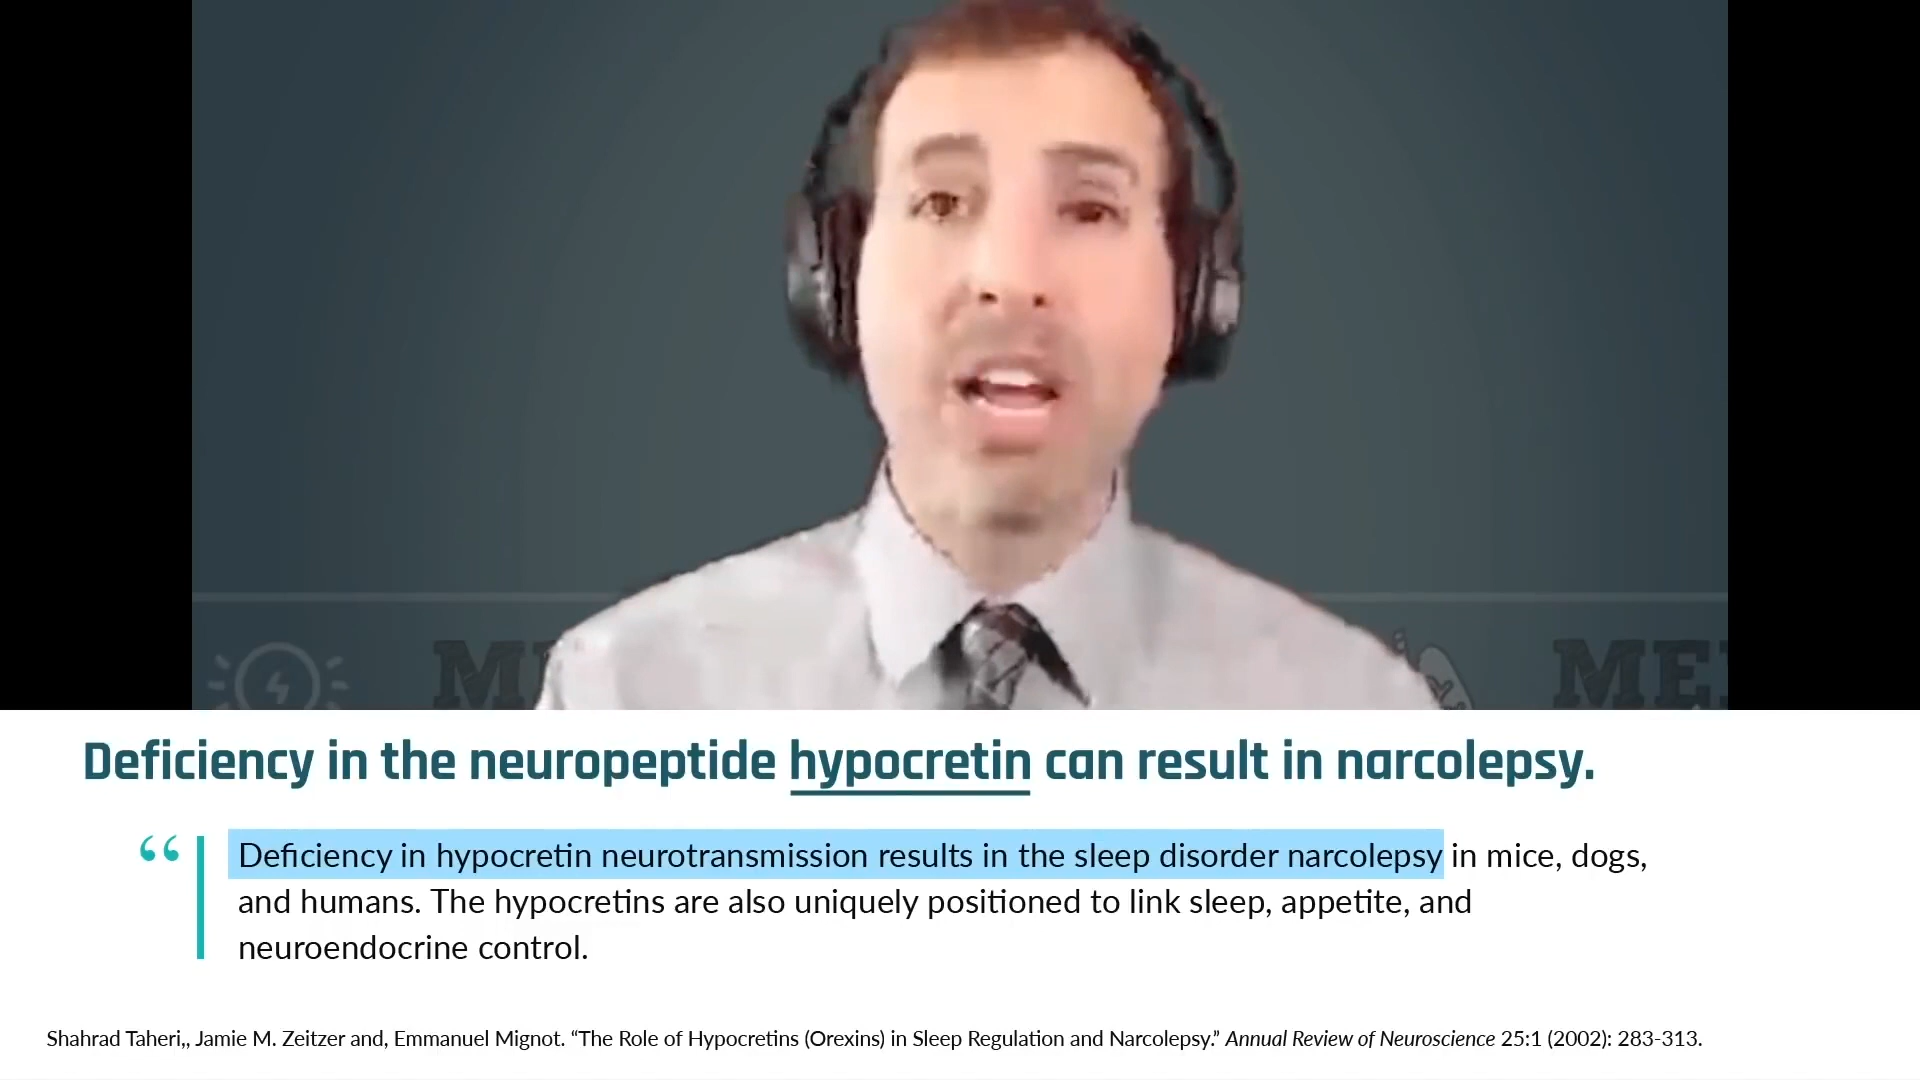 ME
ME
Deficiency in the neuropeptide hypocretin can result in narcolepsy.
“ Deficiency in hypocretin neurotransmission results in the sleep disorder narcolepsy in mice, dogs,
and humans. The hypocretins are also uniquely positioned to link sleep, appetite, and
neuroendocrine control.
Shahrad Taheri,, Jamie M. Zeitzer and, Emmanuel Mignot. “The Role of Hypocretins (Orexins) in Sleep Regulation and Narcolepsy.” Annual Review of Neuroscience 25:1 (2002): 283-313.